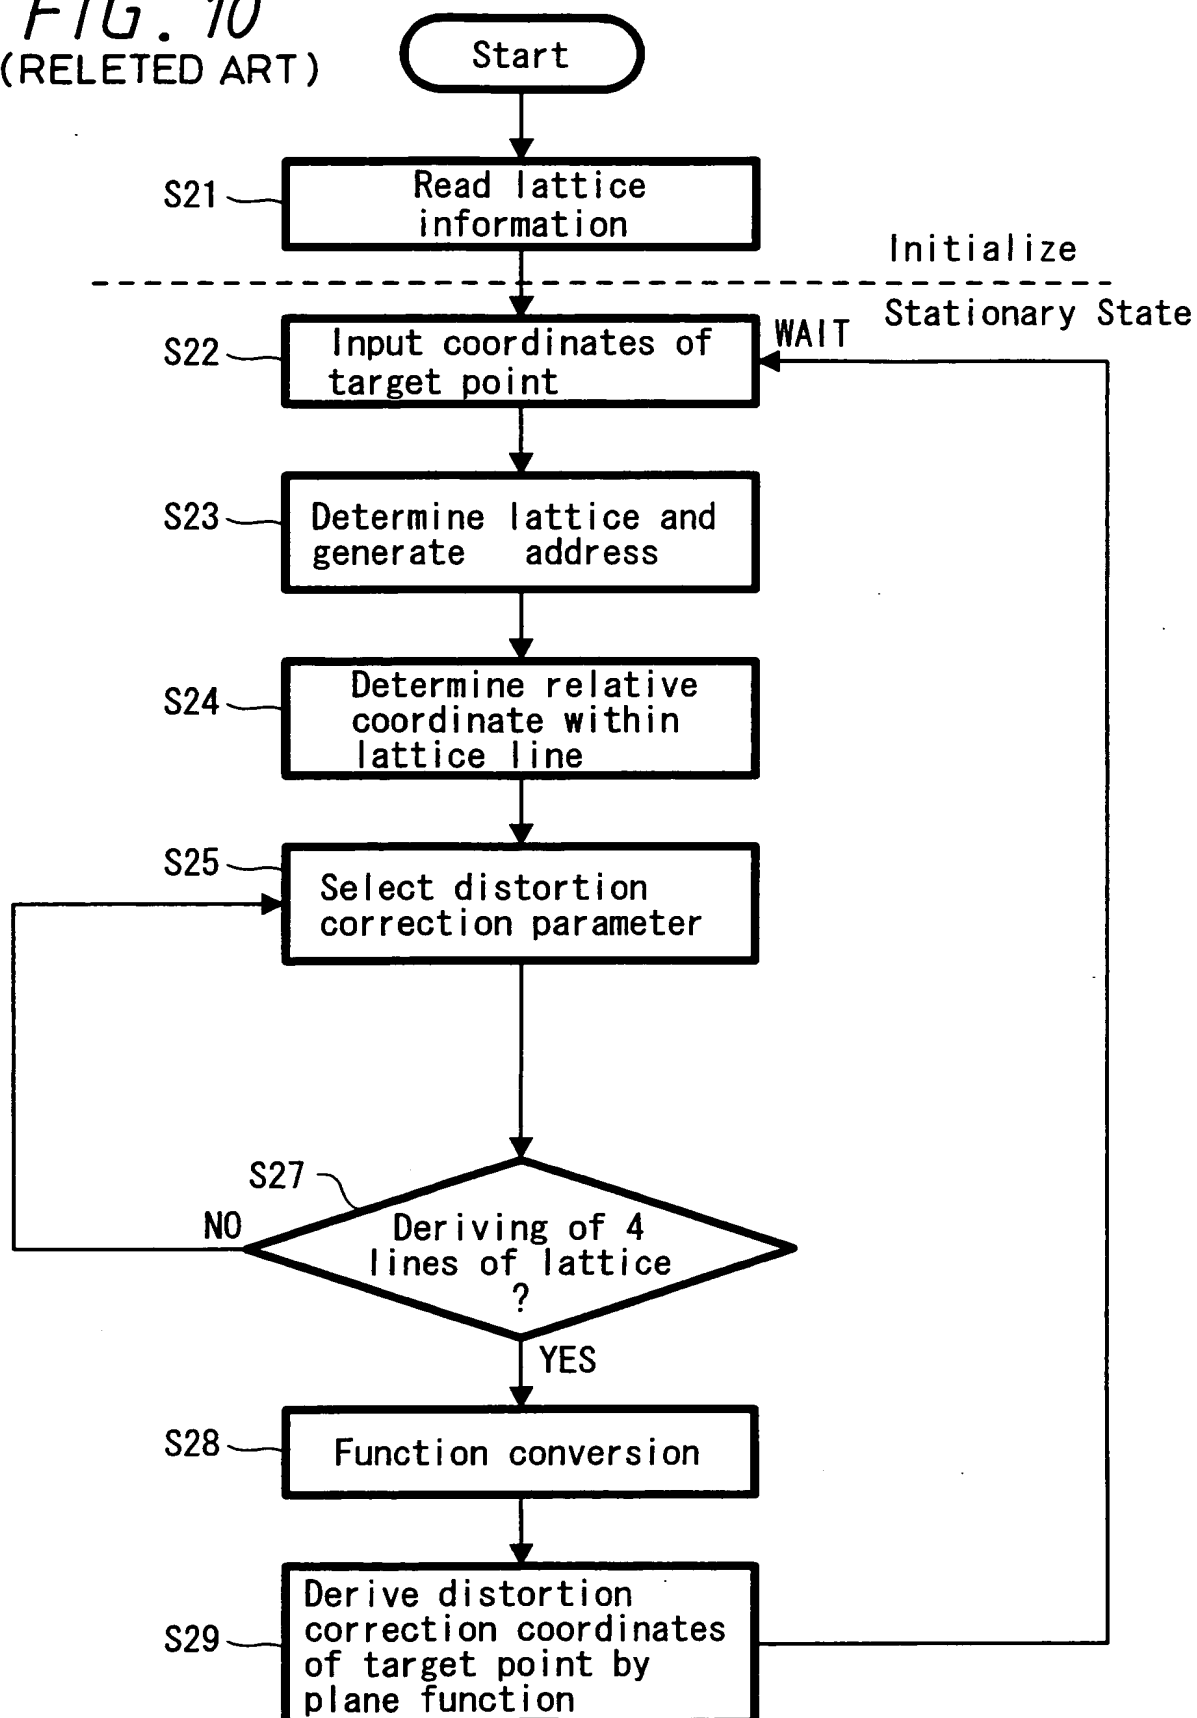 FIG. 10
(RELETED ART)
Start
S21
Read lattice
information
Initialize
Stationary State
WAIT
S22
Input coordinates of
target point
S23
Determine lattice and
generate address
S24
Determine relative
coordinate within
lattice line
S25
Select distortion
correction parameter
S27
NO
Deriving of 4
lines of lattice
?
YES
S28
Function conversion
S29
Derive distortion
correction coordinates
of target point by
plane function